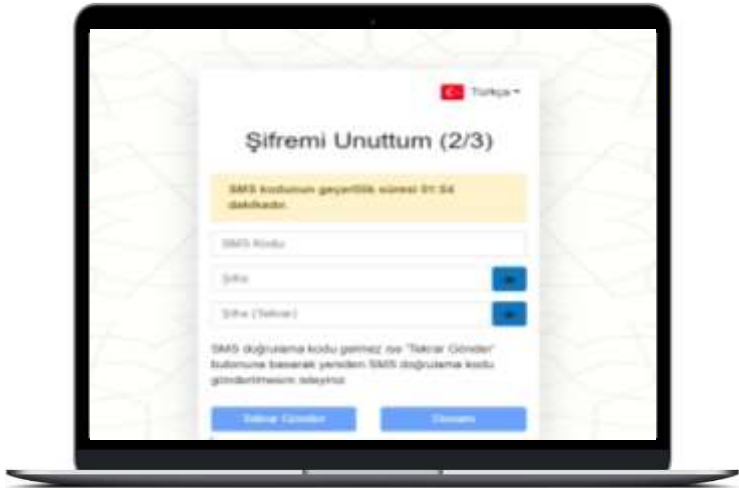 Türkçe
Şifremi Unuttum (2/3)
SMS kodunun geçerlilik süresi 01:54
dakikadır.
SMS Kodu
Şifre
Şifre (Tekrar)
SMS doğrulama kodu gelmez ise "Tekrar Gönder"
butonuna basarak yeniden SMS doğrulama kodu
gönderilmesini isteyiniz
Tekrar Gönder
Devam